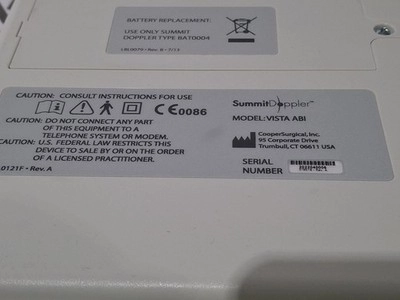 BATTERY REPLACEMENT:
USE ONLY SUMMIT
DOPPLER TYPE BAT0004
CAUTION: CONSULT INSTRUCTIONS FOR USE
CE0086
CAUTION: DO NOT CONNECT ANY PART
OF THIS EQUIPMENT TO A
TELEPHONE SYSTEM OR MODEM.
CAUTION: U.S. FEDERAL LAW RESTRICTS THIS
DEVICE TO SALE BY OR ON THE ORDER
OF A LICENSED PRACTITIONER.
0121F - Rev. A
SummitDoppler™
MODEL: VISTA ABI
CooperSurgical, Inc.
95 Corporate Drive
Trumbull, CT 06611 USA
SERIAL
NUMBER